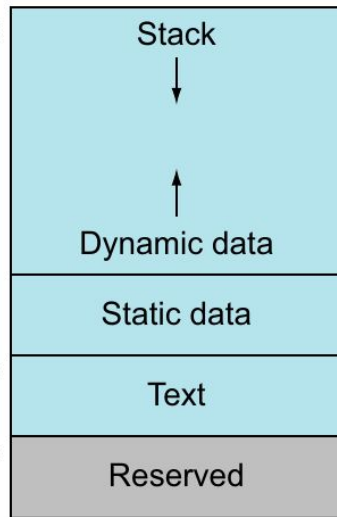 Stack
Dynamic data
Static data
Text
Reserved